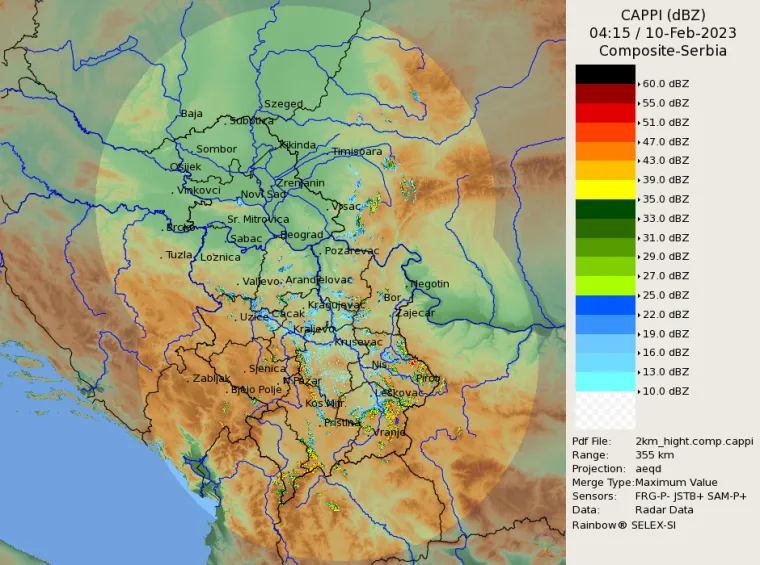 CAPPI (dBZ)
04:15 / 10-Feb-2023
Composite-Serbia
60.0 dBZ
55.0 dBZ
51.0 dBZ
47.0 dBZ
43.0 dBZ
39.0 dBZ
35.0 dBZ
33.0 dBZ
31.0 dBZ
29.0 dBZ
27.0 dBZ
25.0 dBZ
22.0 dBZ
19.0 dBZ
16.0 dBZ
13.0 dBZ
10.0 dBZ
Pdf File: 2km_hight.comp.cappi
Range: 355 km
Projection: aeqd
Merge Type:Maximum Value
Sensors: FRG-P- JSTB+ SAM-P+
Data: Radar Data
Rainbow® SELEX-SI
Szeged
Baja
Subotica
Sombor
Kikinda
Timisoara
Osijek
Vinkovci
Zrenjanin
Novi Sad
Vrsac
Sr. Mitrovica
Brcko
Sabac
Beograd
Tuzla
Loznica
Pozarevac
Valjevo
Arandjelovac
Negotin
Bor
Kragujevac
Uzice
Cacak
Zajecar
Kraljevo
Krusevac
Nis
Sjenica
Zabljak
N.Pazar
Pirot
Bijelo Polje
Leskovac
Kos.Mitr.
Pristina
Vranje